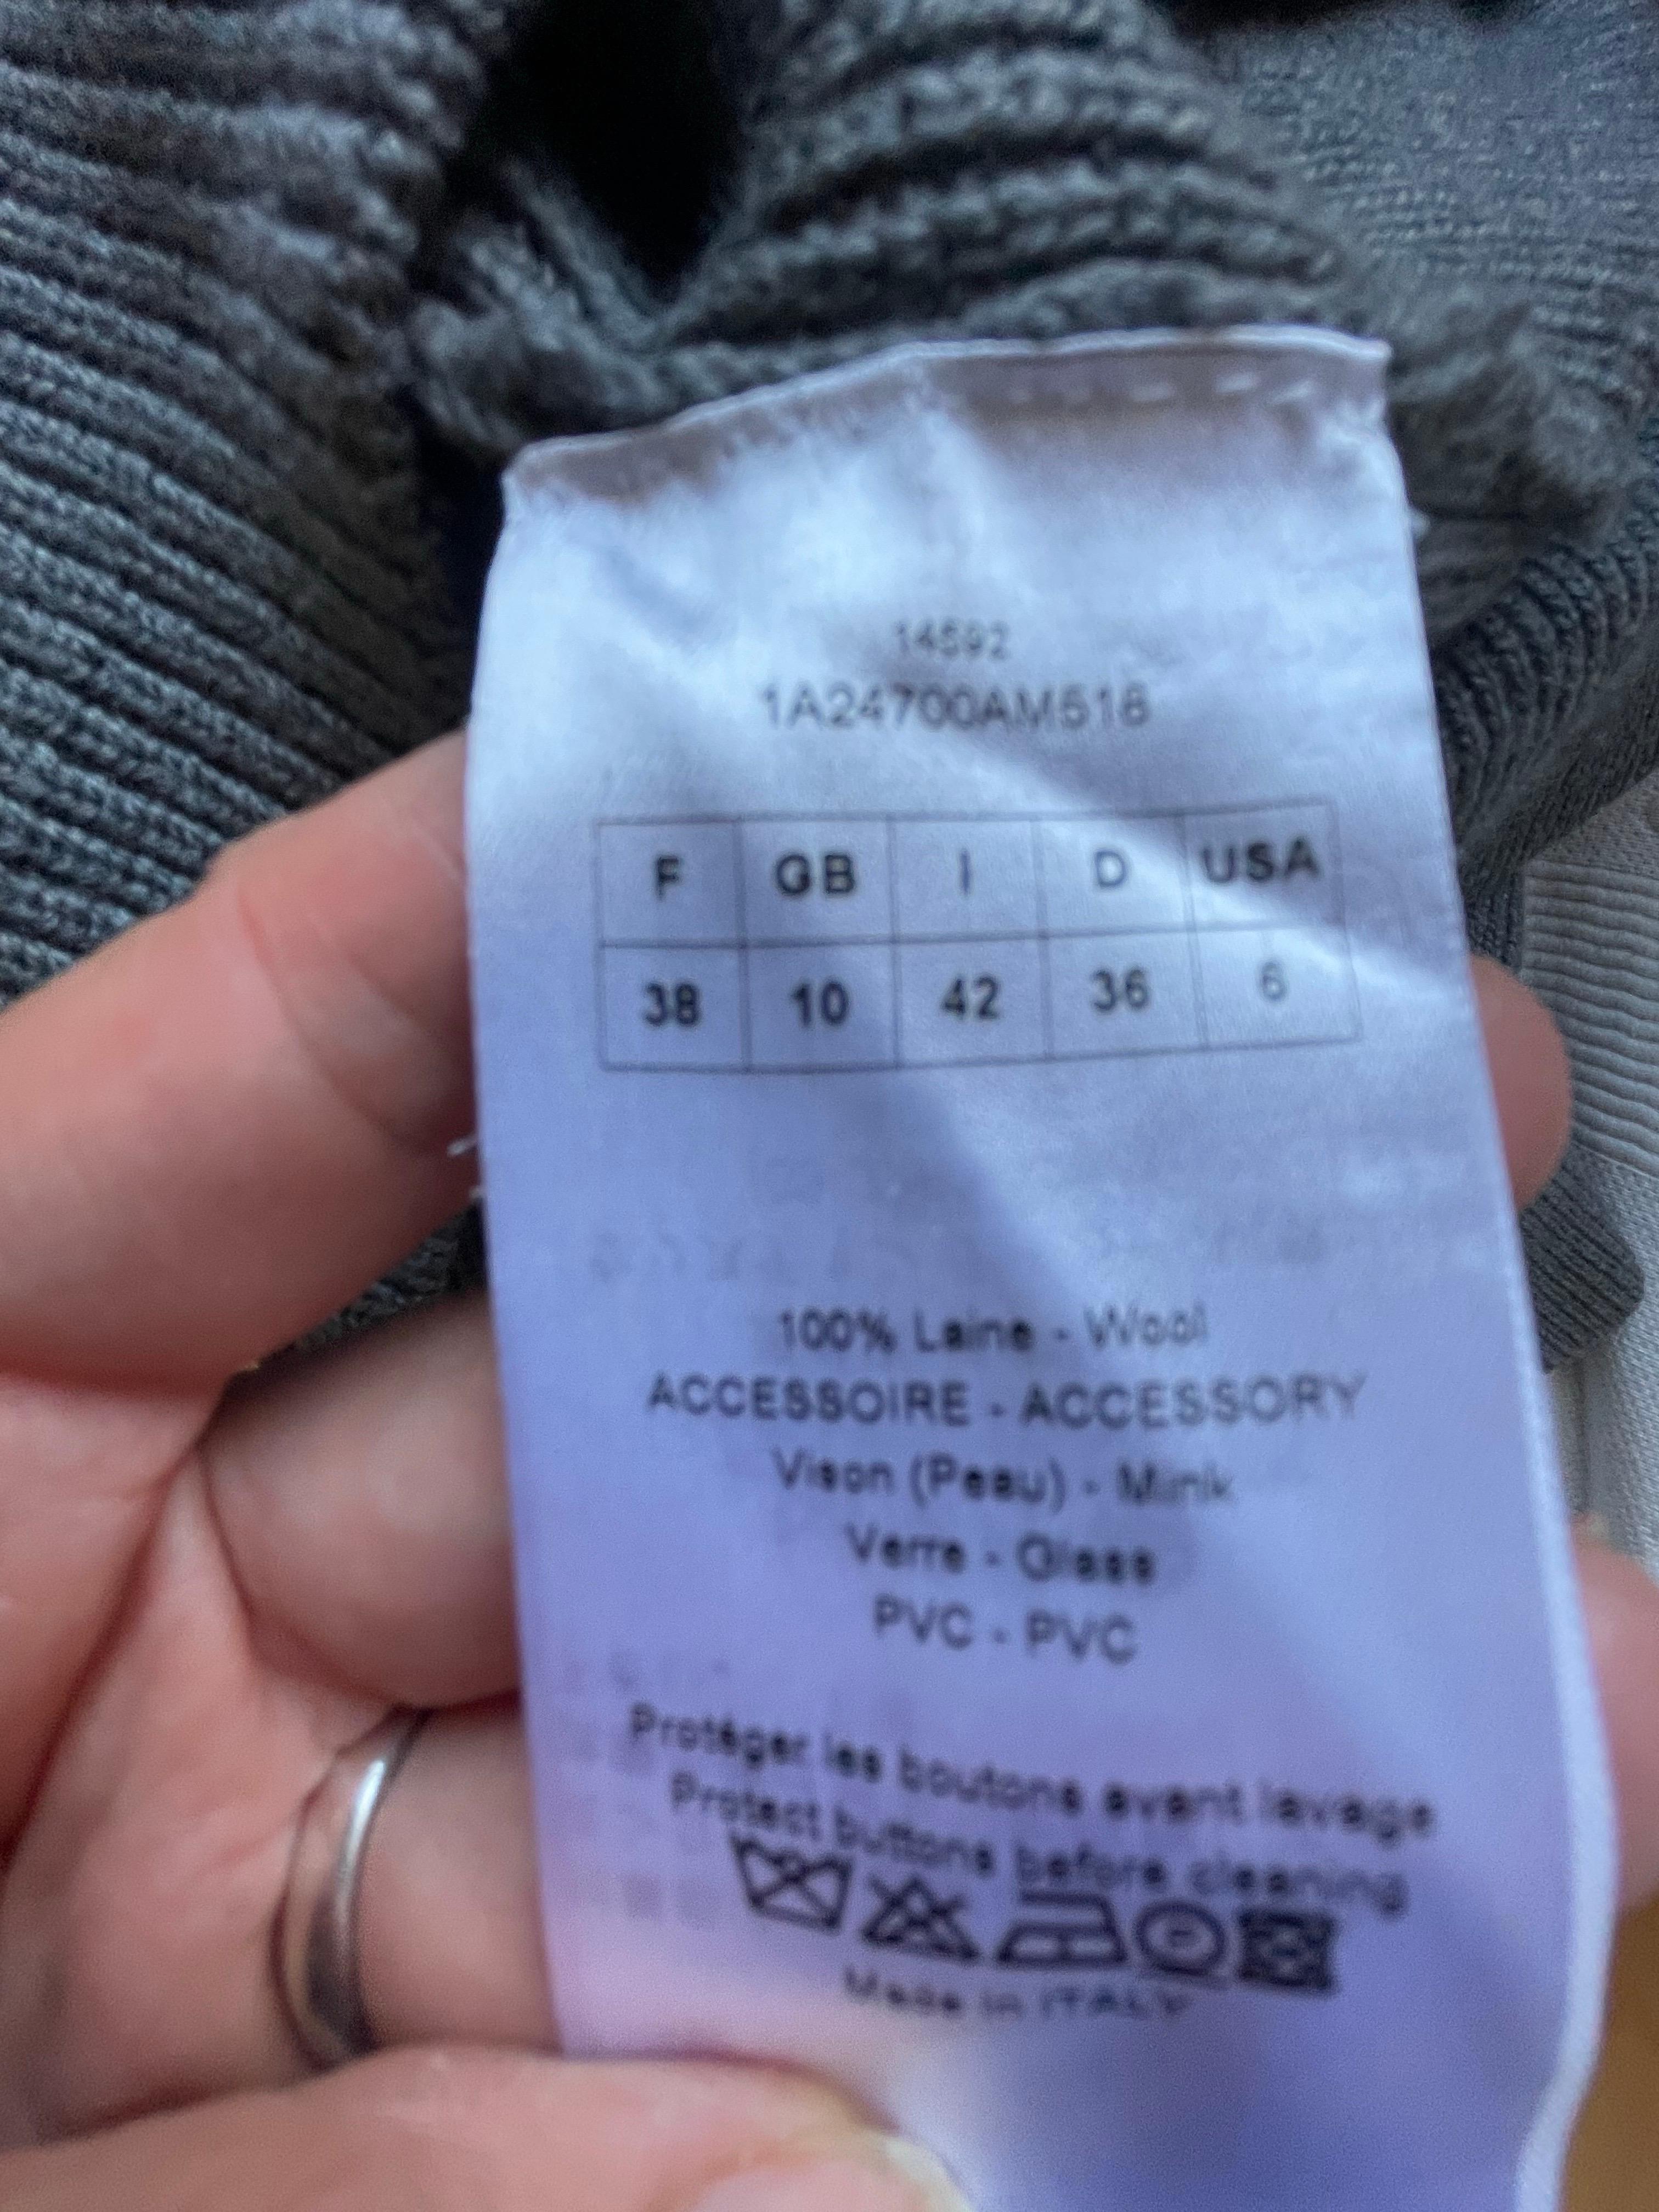 14592
1A24700AM518
F GB I D USA
38 10 42 36 6
100% Laine - Wool
ACCESSOIRE - ACCESSORY
Vison (Peau) - Mink
Verre - Glass
PVC - PVC
Protéger les boutons avant lavage
Protect buttons before cleaning
Made in ITALY